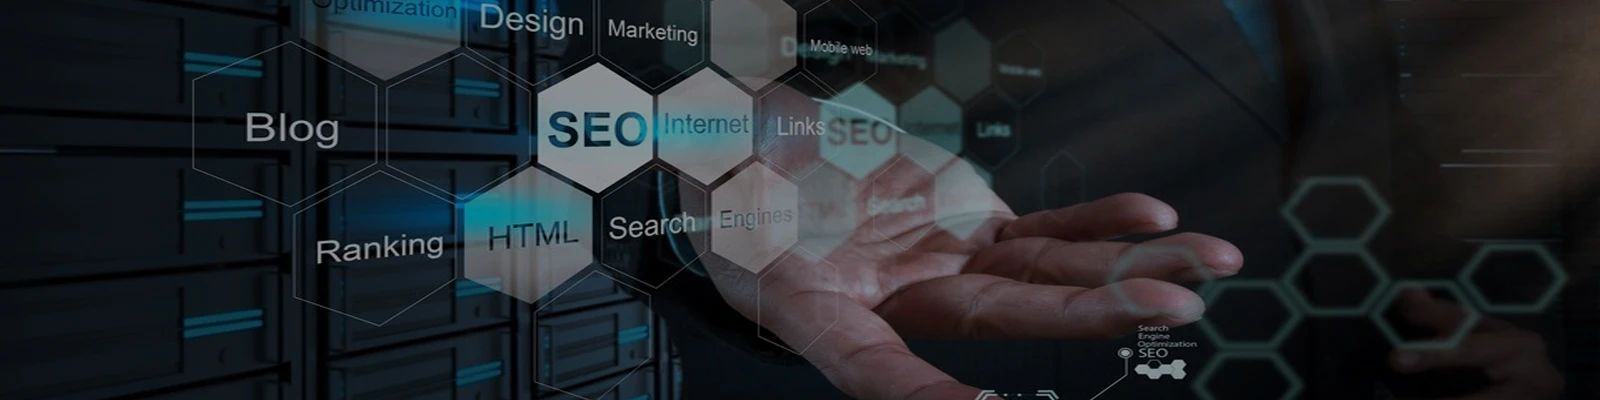 Optimization
Design
Marketing
Mobile web
Blog
SEO
Internet
Links
SEO
Links
Ranking
HTML
Search
Engines
Search
Search
Engine
Optimization
SEO